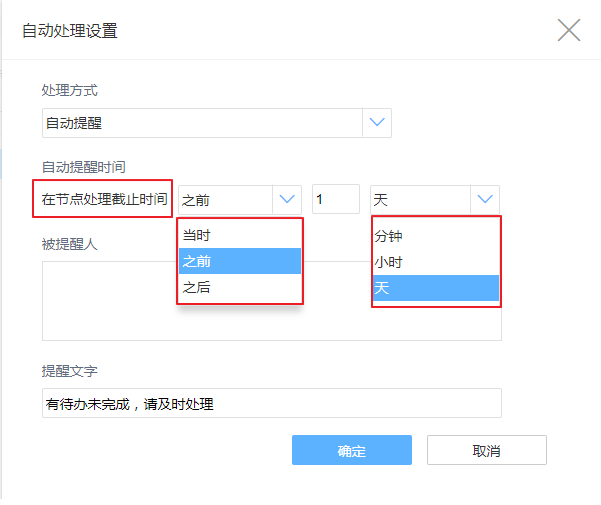 自动处理设置
处理方式
自动提醒
自动提醒时间
在节点处理截止时间 之前 1 天
当时 分钟
之前 小时
之后 天
被提醒人
提醒文字
有待办未完成，请及时处理
确定 取消